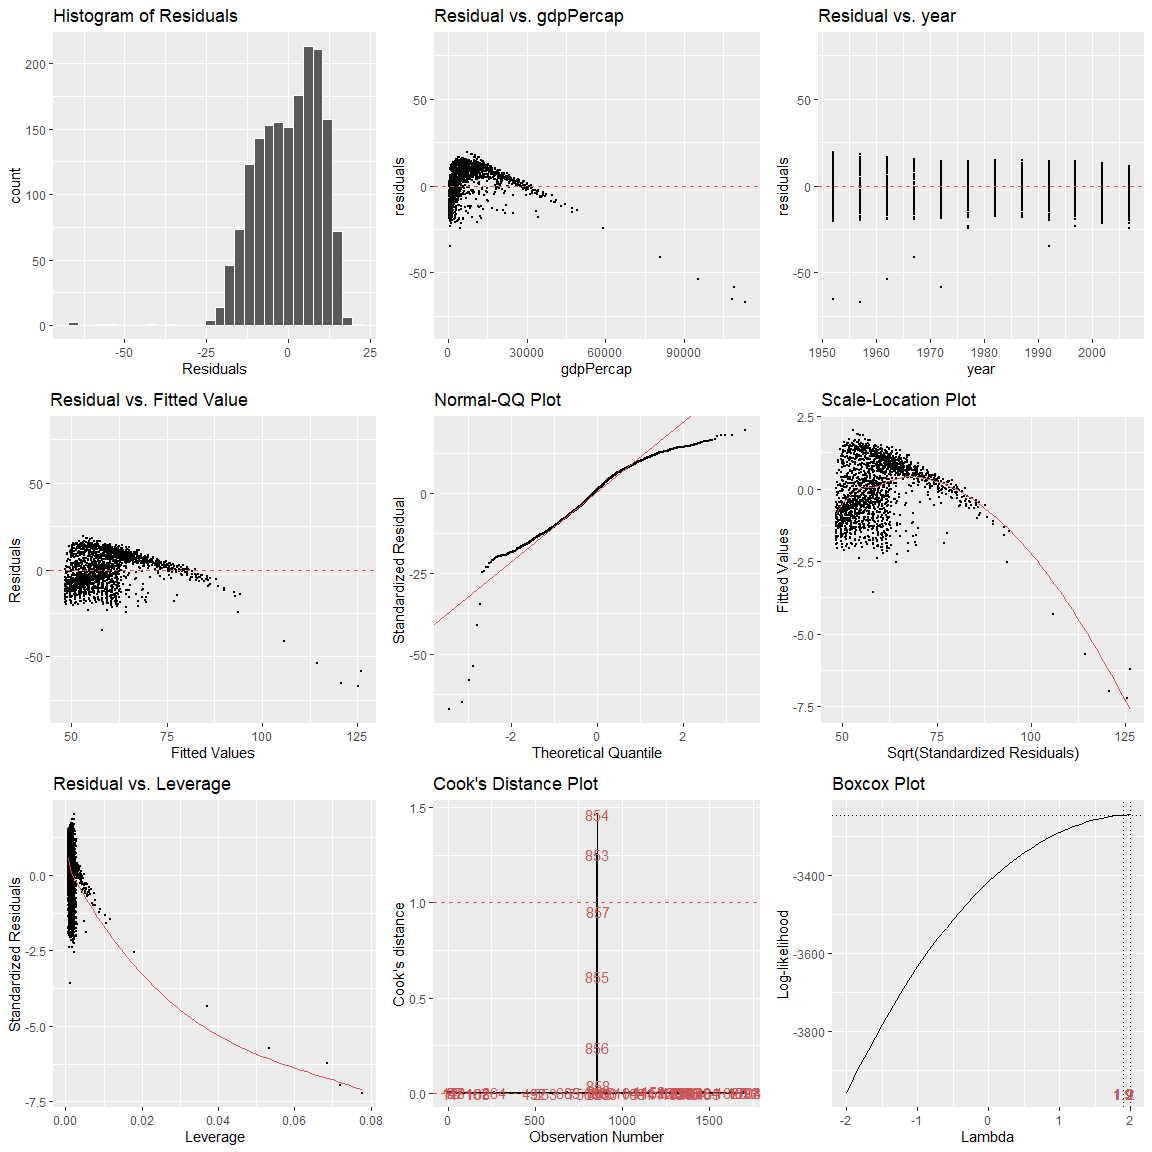 Histogram of Residuals
200
150
100
50
0
-50
-25
0
25
count
Residuals
Residual vs. gdpPercap
50
0
-50
0
30000
60000
90000
residuals
gdpPercap
Residual vs. year
50
0
-50
1950
1960
1970
1980
1990
2000
residuals
year
Residual vs. Fitted Value
50
0
-50
50
75
100
125
Residuals
Fitted Values
Normal-QQ Plot
0
-25
-50
-2
0
2
Standardized Residual
Theoretical Quantile
Scale-Location Plot
2.5
0.0
-2.5
-5.0
-7.5
50
75
100
125
Fitted Values
Sqrt(Standardized Residuals)
Residual vs. Leverage
0.0
-2.5
-5.0
-7.5
0.00
0.02
0.04
0.06
0.08
Standardized Residuals
Leverage
Cook's Distance Plot
1.5
1.0
0.5
0.0
854
853
857
855
856
858
0
500
1000
1500
Cook's distance
Observation Number
Boxcox Plot
-3400
-3600
-3800
-2
-1
0
1
2
Log-likelihood
Lambda